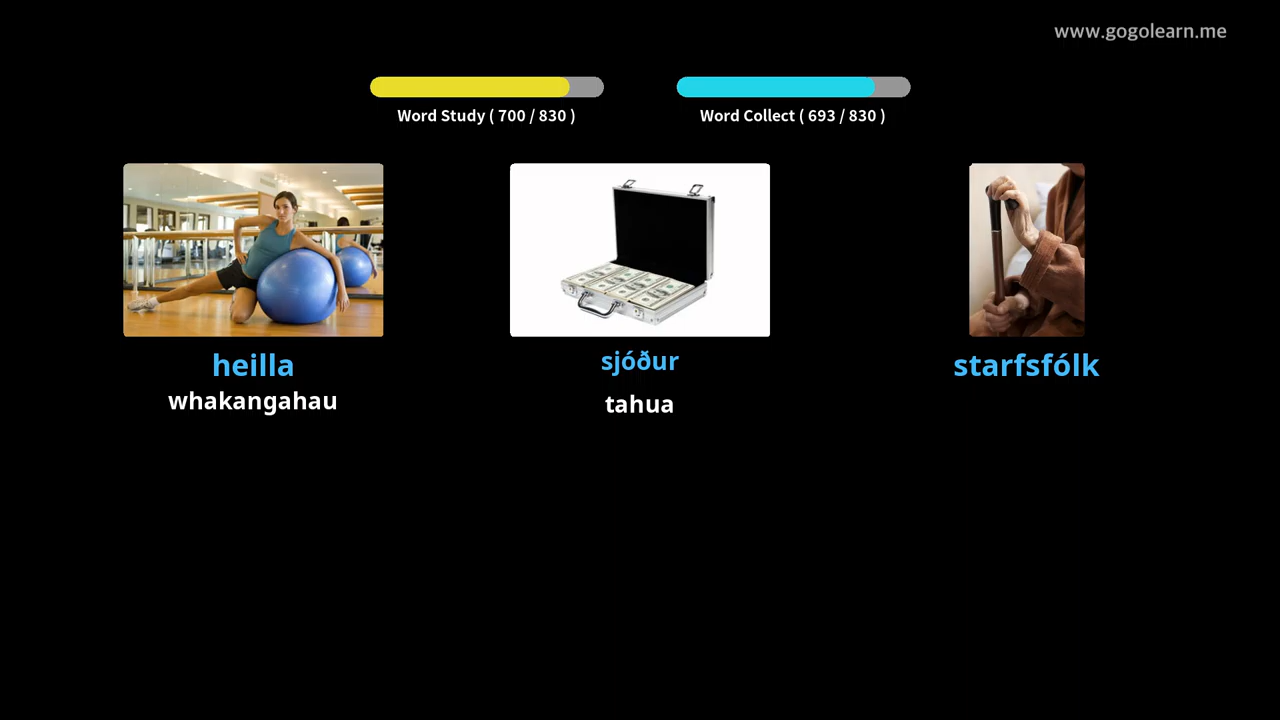 www.gogolearn.me
Word Study ( 700 / 830 )
Word Collect ( 693 / 830 )
heilla
whakangahau
sjóður
tahua
starfsfólk